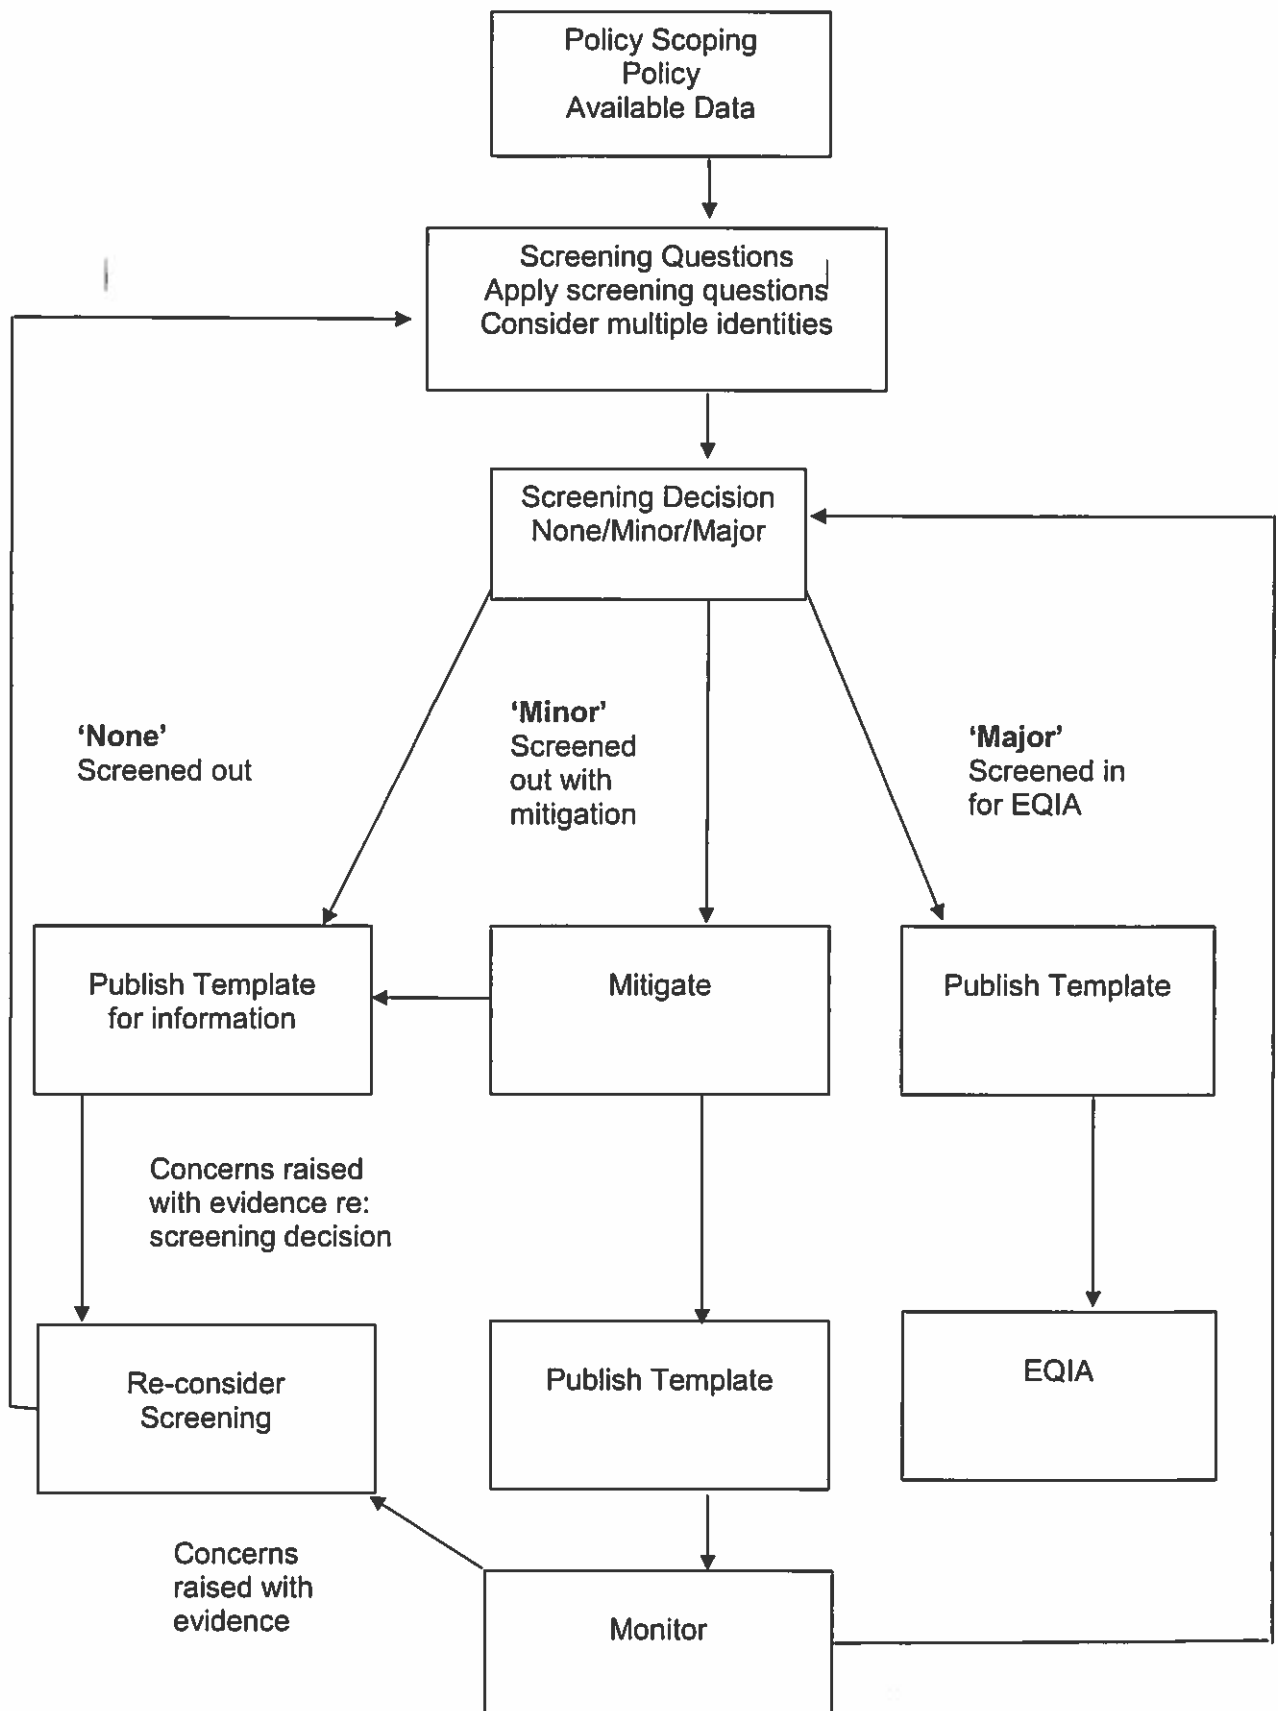 Policy Scoping
Policy
Available Data
Screening Questions
Apply screening questions
Consider multiple identities
Screening Decision
None/Minor/Major
‘None’
Screened out
‘Minor’
Screened
out with
mitigation
‘Major’
Screened in
for EQIA
Publish Template
for information
Mitigate
Publish Template
Concerns raised
with evidence re:
screening decision
Re-consider
Screening
Publish Template
EQIA
Concerns
raised with
evidence
Monitor